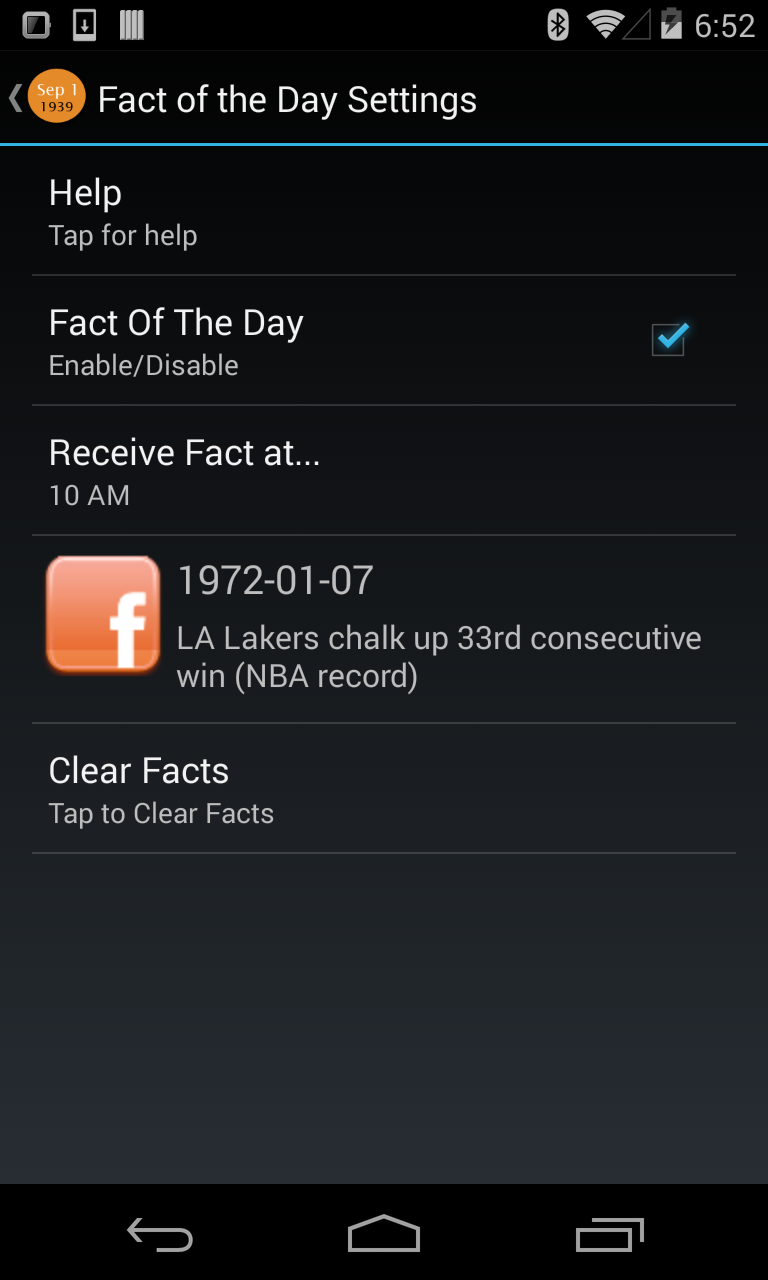 6:52
Sep 1
1939
Fact of the Day Settings
Help
Tap for help
Fact Of The Day
Enable/Disable
Receive Fact at...
10 AM
f
1972-01-07
LA Lakers chalk up 33rd consecutive
win (NBA record)
Clear Facts
Tap to Clear Facts